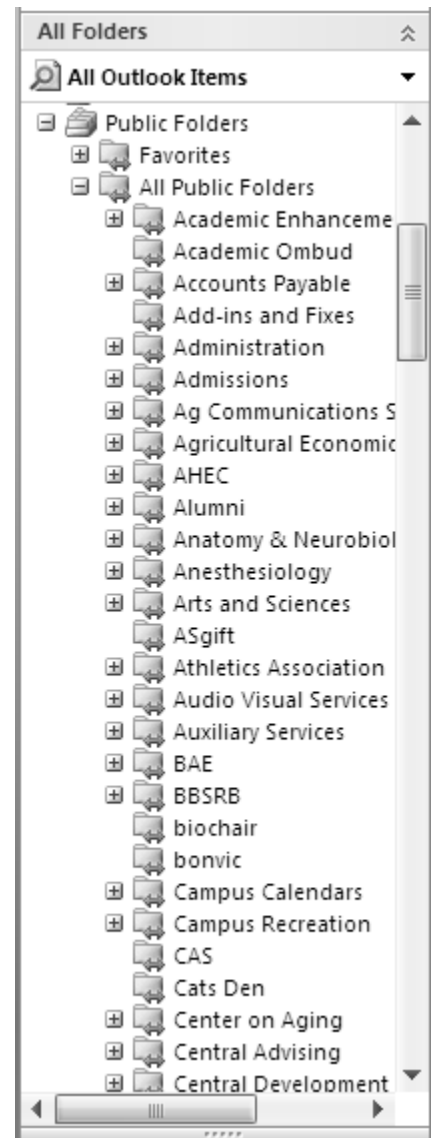 All Folders
All Outlook Items
Public Folders
Favorites
All Public Folders
Academic Enhanceme
Academic Ombud
Accounts Payable
Add-ins and Fixes
Administration
Admissions
Ag Communications S
Agricultural Economic
AHEC
Alumni
Anatomy & Neurobiol
Anesthesiology
Arts and Sciences
ASgift
Athletics Association
Audio Visual Services
Auxiliary Services
BAE
BBSRB
biochair
bonvic
Campus Calendars
Campus Recreation
CAS
Cats Den
Center on Aging
Central Advising
Central Development